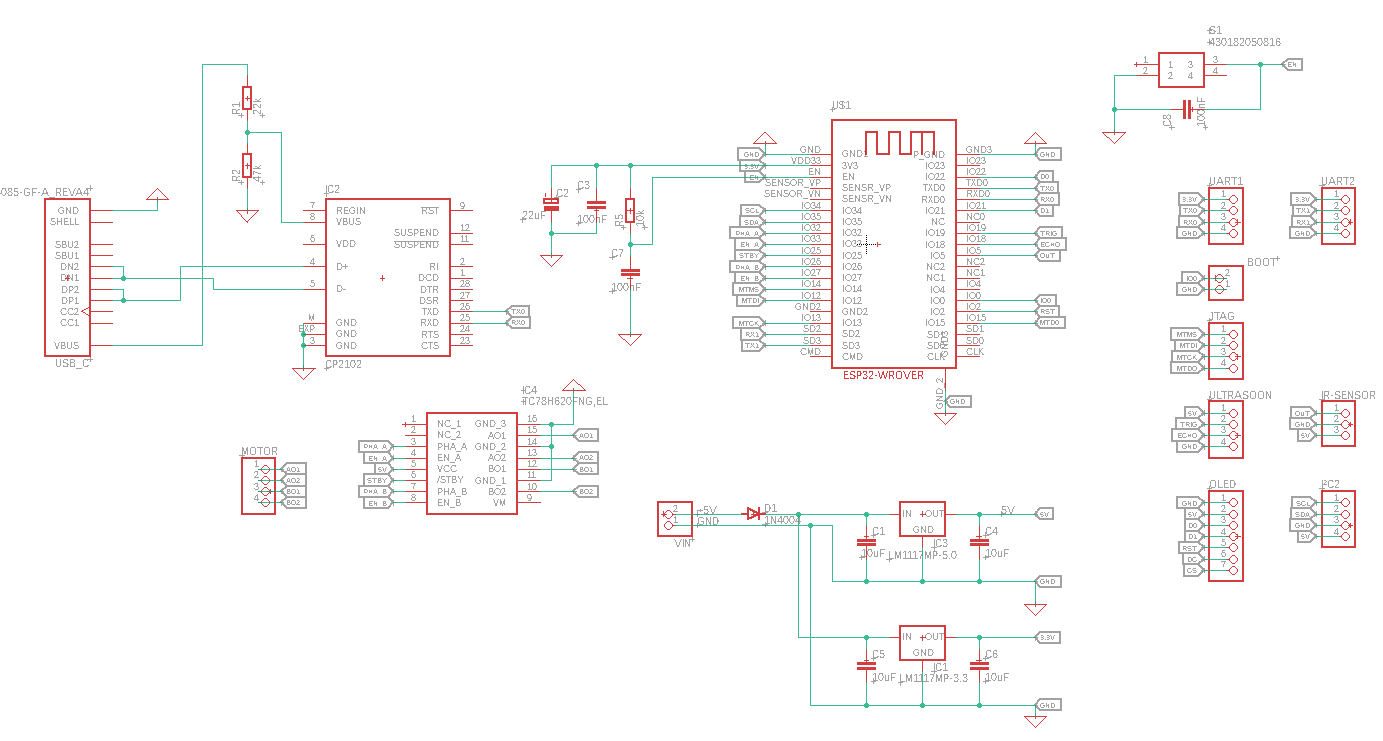 085-GF-A_REVA4
GND
SHELL
SBU2
SBU1
DN2
DN1
DP2
DP1
CC2
CC1
VBUS
USB_C
R1
22k
R2
47k
IC2
7
REGIN
8
VBUS
6
VDD
4
D+
5
D-
GND
EXP
GND
3
GND
RST
9
SUSPEND
12
SUSPEND
11
RI
2
DCD
1
DTR
28
DSR
27
TXD
26
TX0
RXD
25
RX0
RTS
24
CTS
23
CP2102
C2
22uF
C3
100nF
R5
10k
C7
100nF
US1
GND
GND
GND1
3.3V
VDD33
3V3
EN
EN
EN
SENSOR_VP
SENSR_VP
SENSOR_VN
SENSR_VN
SCL
IO34
IO34
SDA
IO35
IO35
PHA_A
IO32
IO32
EN_A
IO33
IO33
STBY
IO25
IO25
PHA_B
IO26
IO26
EN_B
IO27
IO27
MTMS
IO14
IO14
MTDI
IO12
IO12
GND2
GND2
MTCK
IO13
IO13
RX1
SD2
SD2
TX1
SD3
SD3
CMD
CMD
P_GND
GND3
GND
IO23
IO23
IO22
IO22
D0
TXD0
TXD0
TX0
RXD0
RXD0
RX0
IO21
IO21
D1
NC
NC0
IO19
IO19
TRIG
IO18
IO18
ECHO
IO5
IO5
OUT
NC2
NC2
NC1
NC1
IO4
IO4
IO0
IO0
IO0
IO2
IO2
RST
IO15
IO15
MTDO
SD1
SD1
SD0
SD0
GND3
CLK
CLK
ESP32-WROVER
GND_2
GND
S1
430182050816
1
2
1
3
2
4
3
4
EN
C8
100nF
UART1
3.3V
1
TX0
2
RX0
3
GND
4
UART2
3.3V
1
TX1
2
RX1
3
GND
4
BOOT
IO0
2
GND
1
JTAG
MTMS
1
MTDI
2
MTCK
3
MTDO
4
ULTRASOON
5V
1
TRIG
2
ECHO
3
GND
4
IR-SENSOR
OUT
1
GND
2
5V
3
OLED
GND
1
5V
2
D0
3
D1
4
RST
5
DC
6
CS
7
I²C2
SCL
1
SDA
2
GND
3
5V
4
MOTOR
1
AO1
2
AO2
3
BO1
4
BO2
IC4
TC78H620FNG,EL
1
NC_1
2
NC_2
PHA_A
3
PHA_A
EN_A
4
EN_A
5V
5
VCC
STBY
6
/STBY
PHA_B
7
PHA_B
EN_B
8
EN_B
GND_3
16
AO1
15
AO1
GND_2
14
AO2
13
AO2
BO1
12
BO1
GND_1
11
BO2
10
BO2
VM
9
2
+5V
1
GND
VIN
D1
1N4004
C1
10uF
IN
OUT
GND
IC3
LM1117MP-5.0
C4
10uF
5V
5V
GND
C5
10uF
IN
OUT
GND
IC1
LM1117MP-3.3
C6
10uF
3.3V
GND